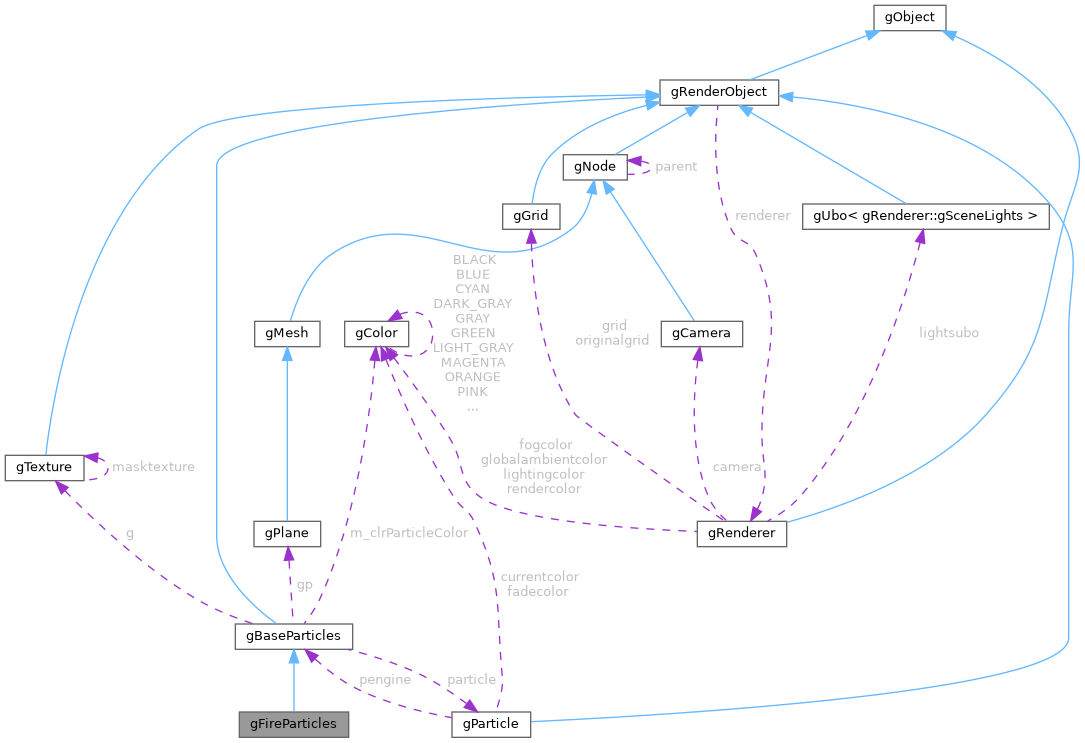 gObject
gRenderObject
gNode
parent
gGrid
renderer
gUbo< gRenderer::gSceneLights >
BLACK
BLUE
CYAN
DARK_GRAY
GRAY
GREEN
LIGHT_GRAY
MAGENTA
ORANGE
PINK
...
gMesh
gColor
grid
originalgrid
gCamera
lightsubo
fogcolor
globalambientcolor
lightingcolor
rendercolor
gTexture
masktexture
camera
g
gPlane
m_clrParticleColor
gRenderer
gp
currentcolor
fadecolor
gBaseParticles
pengine
particle
gFireParticles
gParticle